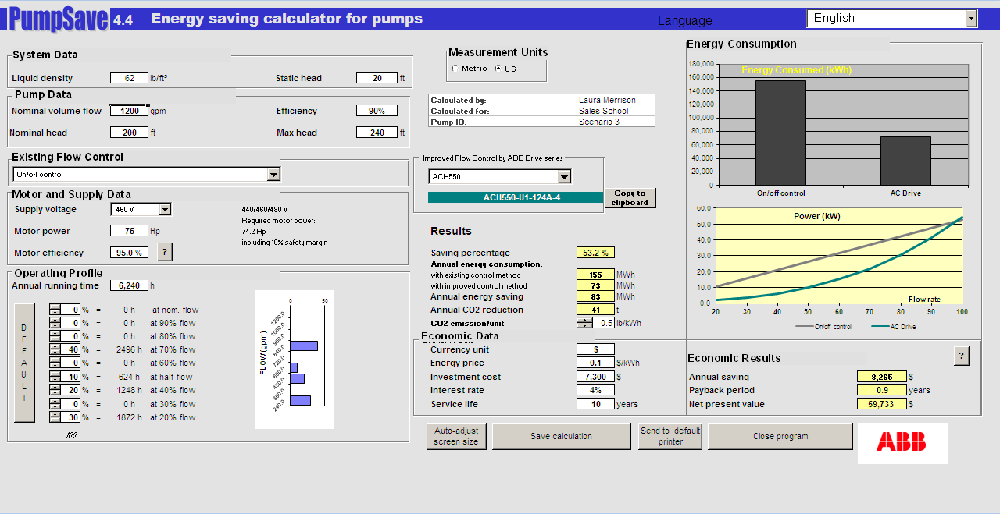 PumpSave 4.4 Energy saving calculator for pumps Language English
System Data
Liquid density 62 lb/ft³ Static head 20 ft
Pump Data
Nominal volume flow 1200 gpm Efficiency 90%
Nominal head 200 ft Max head 240 ft
Existing Flow Control
On/off control
Motor and Supply Data
Supply voltage 460 V 440/460/480 V
Required motor power:
Motor power 75 Hp 74.2 Hp
including 10% safety margin
Motor efficiency 95.0 % ?
Operating Profile
Annual running time 6,240 h
DEFAULT
0 % = 0 h at nom. flow
0 % = 0 h at 90% flow
0 % = 0 h at 80% flow
40 % = 2496 h at 70% flow
0 % = 0 h at 60% flow
10 % = 624 h at half flow
20 % = 1248 h at 40% flow
0 % = 0 h at 30% flow
30 % = 1872 h at 20% flow
100
0 50
FLOW(gpm)
1200.0
1080.0
960.0
840.0
720.0
600.0
480.0
360.0
240.0
Measurement Units
Metric US
Calculated by: Laura Merrison
Calculated for: Sales School
Pump ID: Scenario 3
Improved Flow Control by ABB Drive series:
ACH550
ACH550-U1-124A-4
Copy to
clipboard
Results
Saving percentage 53.2 %
Annual energy consumption:
with existing control method 155 MWh
with improved control method 73 MWh
Annual energy saving 83 MWh
Annual CO2 reduction 41 t
CO2 emission/unit 0.5 lb/kWh
Economic Data
Currency unit $
Energy price 0.1 $/kWh
Investment cost 7,300 $
Interest rate 4%
Service life 10 years
Energy Consumption
Energy Consumed (kWh)
180,000
160,000
140,000
120,000
100,000
80,000
60,000
40,000
20,000
0
On/off control AC Drive
Power (kW)
60.0
50.0
40.0
30.0
20.0
10.0
0.0
Flow rate
20 30 40 50 60 70 80 90 100
On/off control AC Drive
Economic Results ?
Annual saving 8,265 $
Payback period 0.9 years
Net present value 59,733 $
Auto-adjust
screen size
Save calculation
Send to default
printer
Close program
ABB